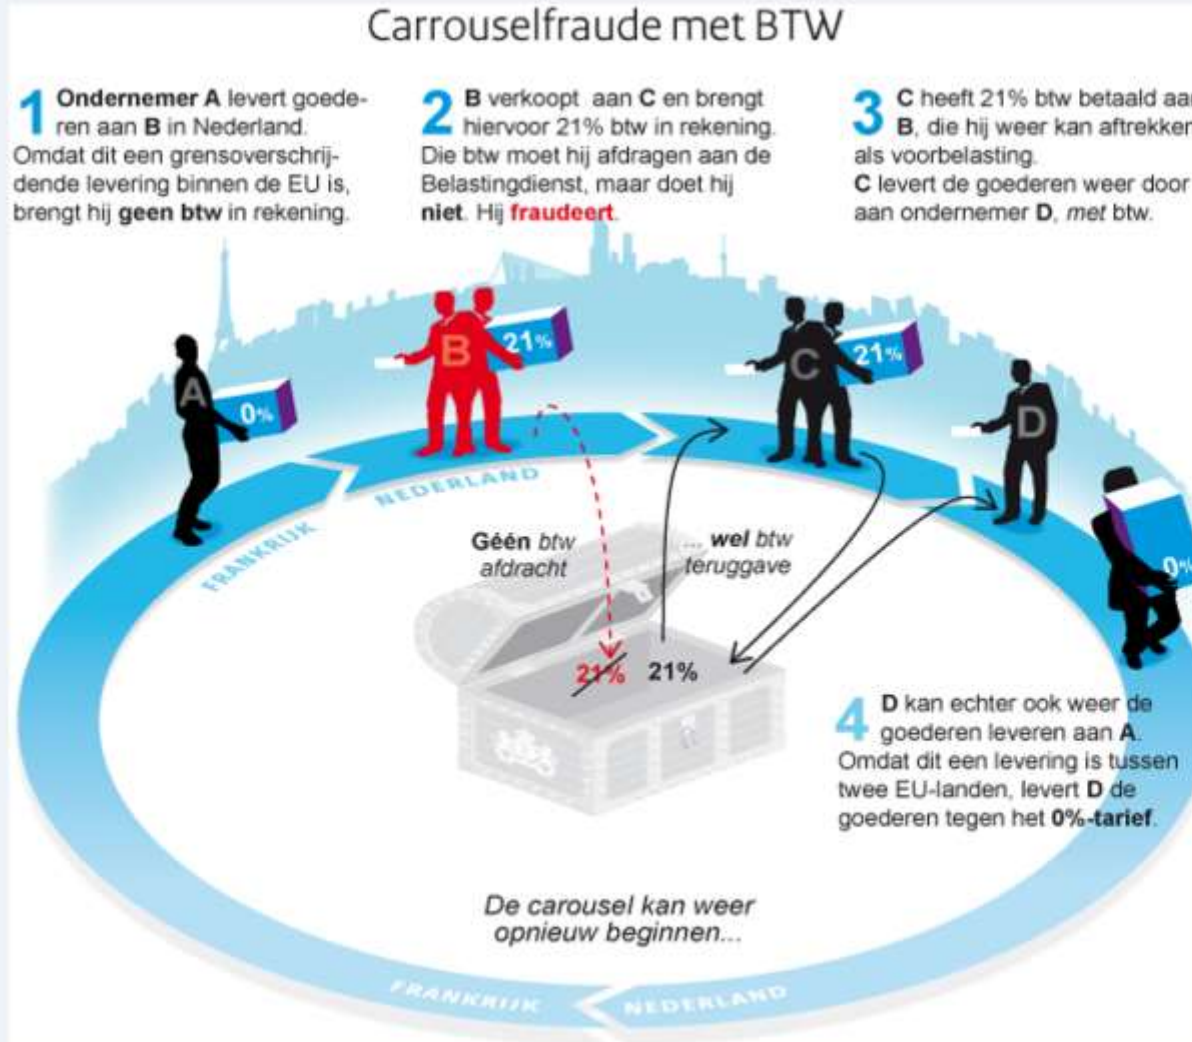 Carrouselfraude met BTW
1 Ondernemer A levert goede-
ren aan B in Nederland.
Omdat dit een grensoverschrij-
dende levering binnen de EU is,
brengt hij geen btw in rekening.
2 B verkoopt aan C en brengt
hiervoor 21% btw in rekening.
Die btw moet hij afdragen aan de
Belastingdienst, maar doet hij
niet. Hij fraudeert.
3 C heeft 21% btw betaald aan
B, die hij weer kan aftrekken
als voorbelasting.
C levert de goederen weer door
aan ondernemer D, met btw.
A
0%
B
21%
C
21%
D
0%
FRANKRIJK
NEDERLAND
Géén btw
afdracht
... wel btw
teruggave
21%
21%
4 D kan echter ook weer de
goederen leveren aan A.
Omdat dit een levering is tussen
twee EU-landen, levert D de
goederen tegen het 0%-tarief.
De carousel kan weer
opnieuw beginnen...
FRANKRIJK
NEDERLAND